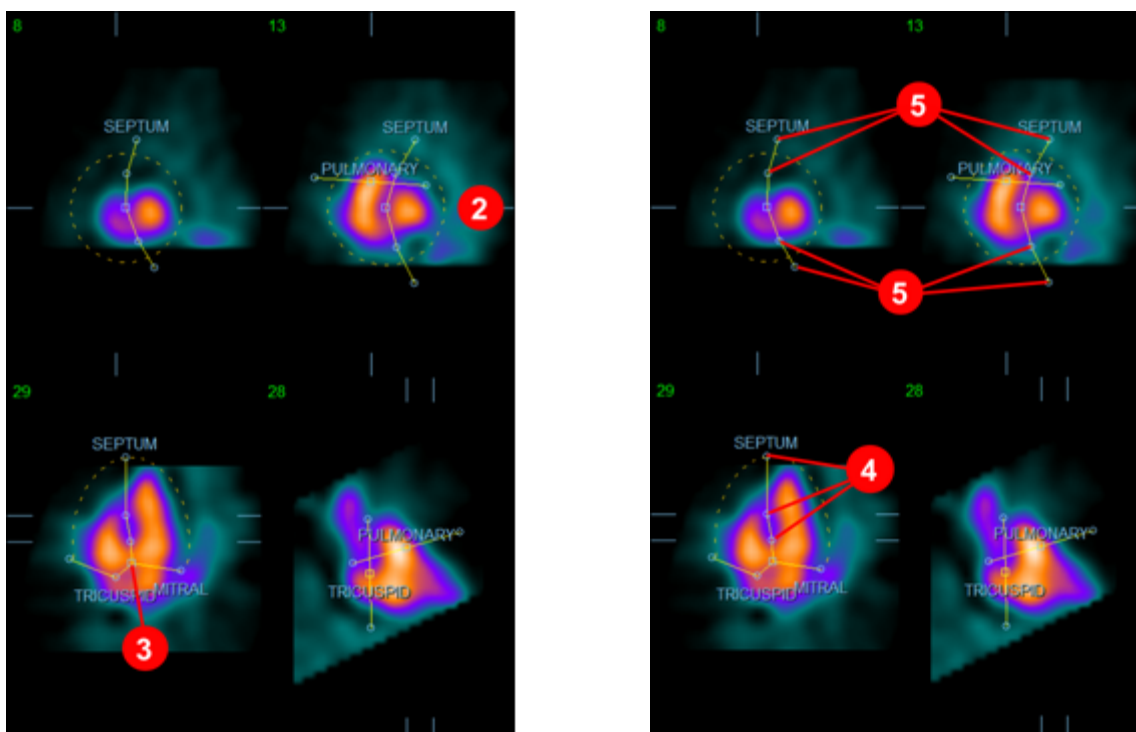 8 13
SEPTUM
SEPTUM
PULMONARY
2
29 28
SEPTUM
PULMONARY
TRICUSPID
MITRAL
TRICUSPID
3
8 13
5
SEPTUM
SEPTUM
PULMONARY
5
29 28
SEPTUM
4
PULMONARY
TRICUSPID
MITRAL
TRICUSPID